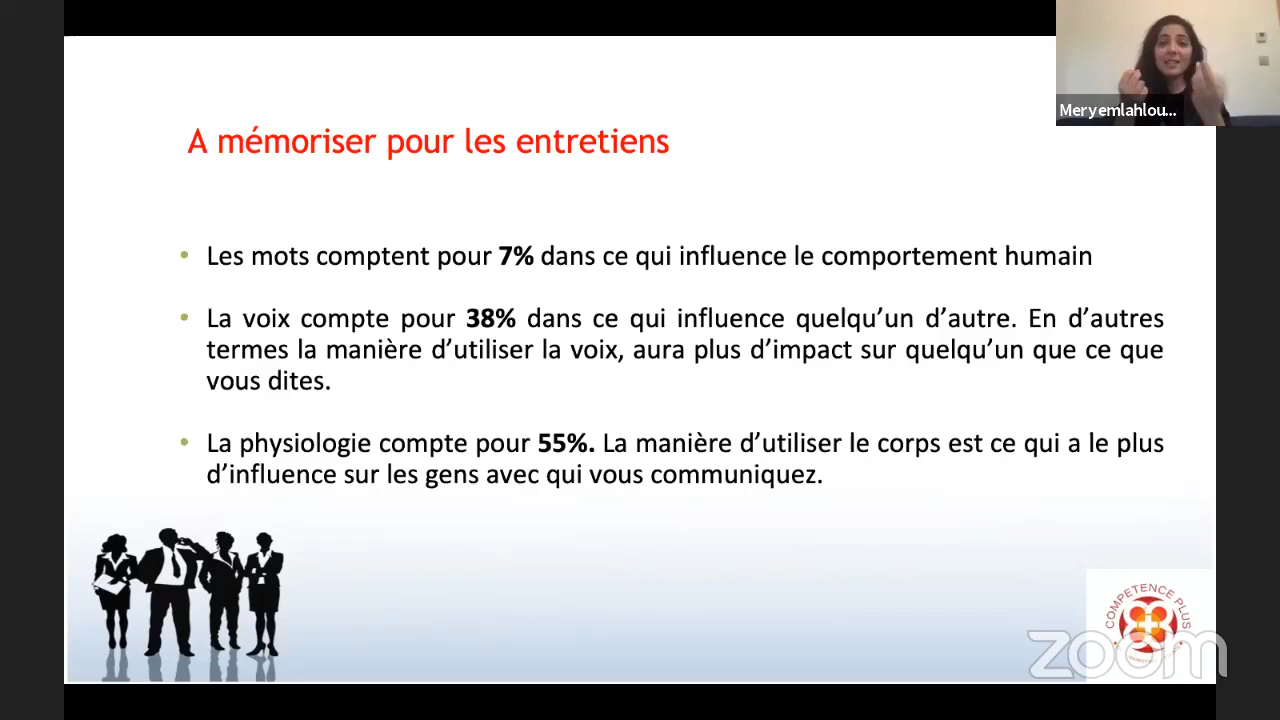 Meryemlahlou...
A mémoriser pour les entretiens
• Les mots comptent pour 7% dans ce qui influence le comportement humain
• La voix compte pour 38% dans ce qui influence quelqu’un d’autre. En d’autres
termes la manière d’utiliser la voix, aura plus d’impact sur quelqu’un que ce que
vous dites.
• La physiologie compte pour 55%. La manière d’utiliser le corps est ce qui a le plus
d’influence sur les gens avec qui vous communiquez.
COMPETENCE PLUS
zoom